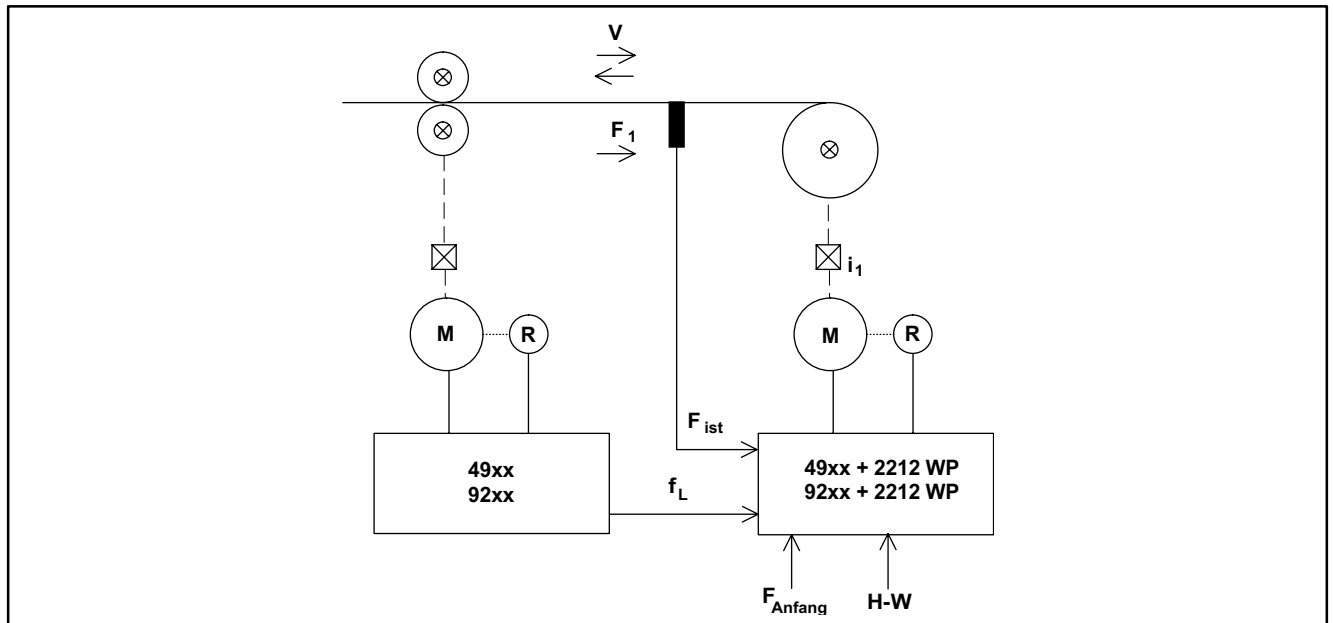 V
F1
i1
M R M R
Fist
49xx
92xx
fL
49xx + 2212 WP
92xx + 2212 WP
FAnfang H-W